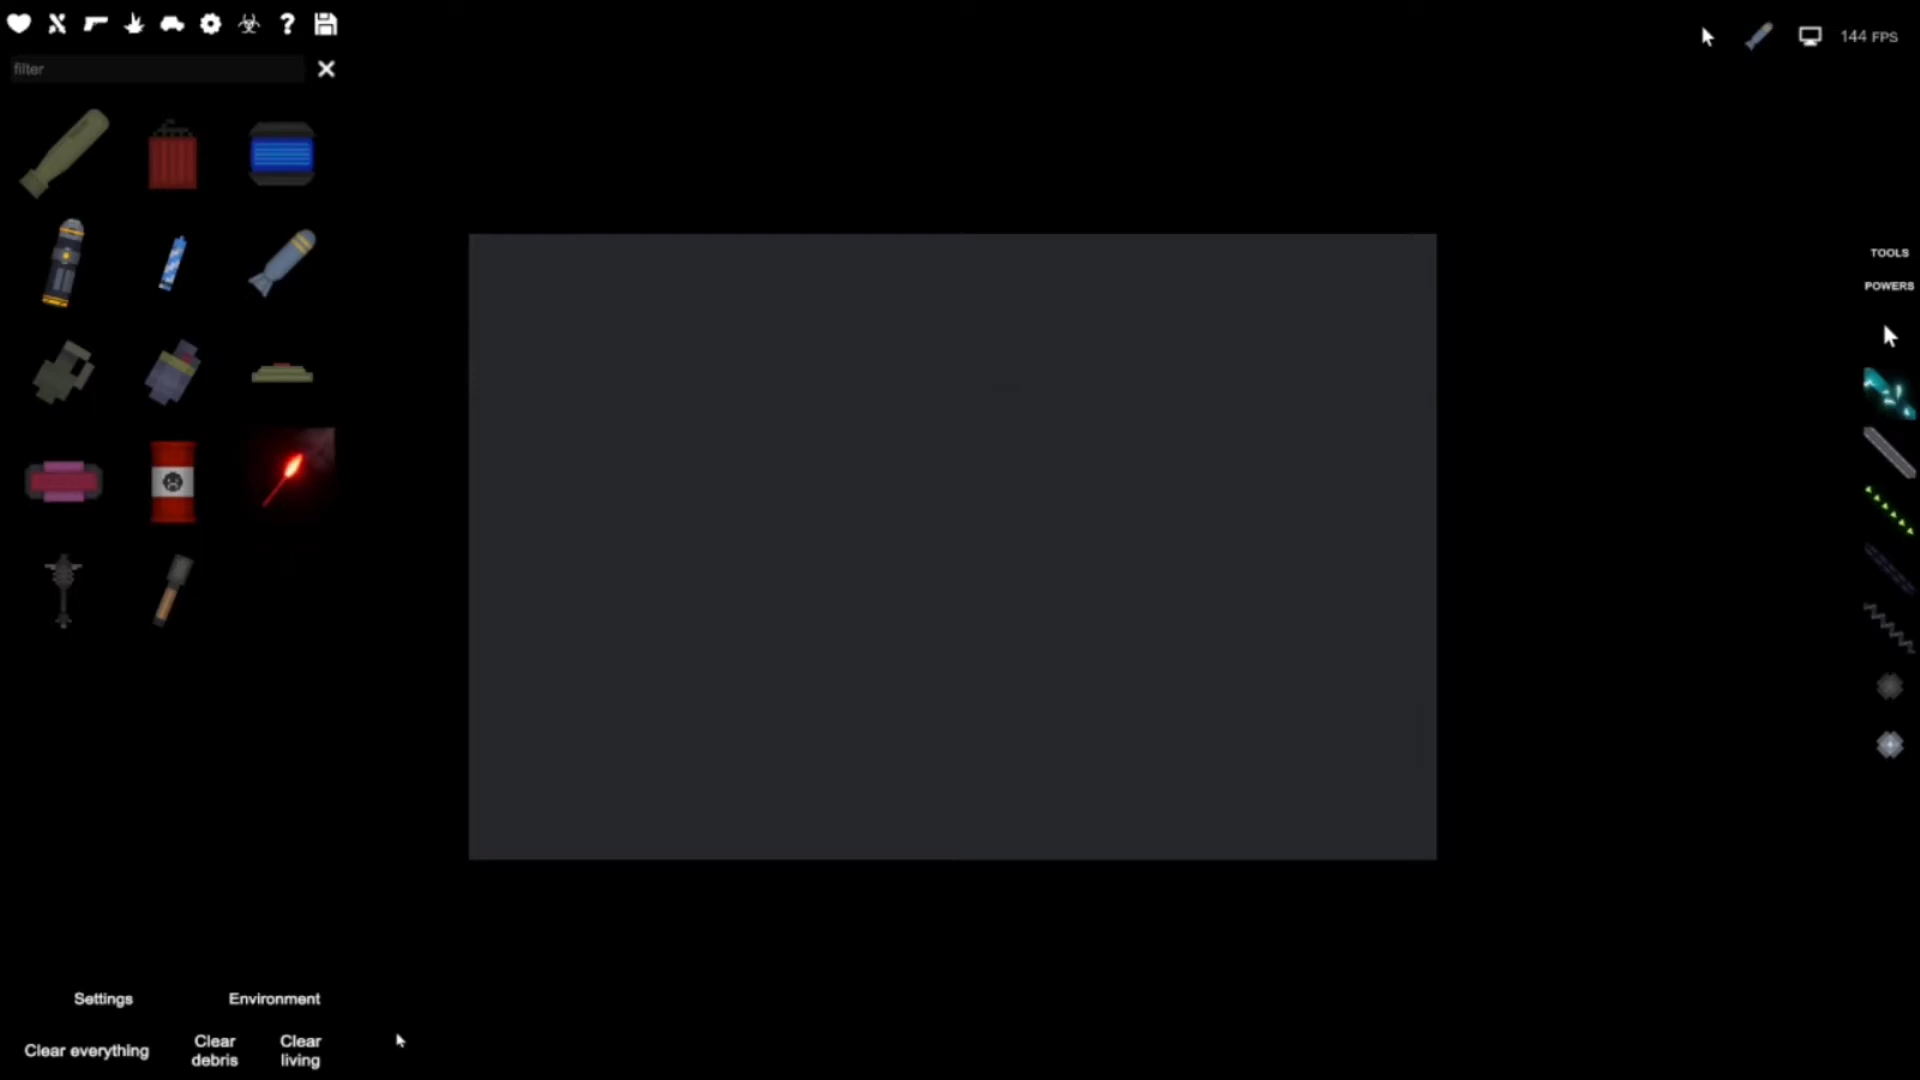 144 FPS
filter
TOOLS
POWERS
Settings
Environment
Clear everything
Clear
debris
Clear
living